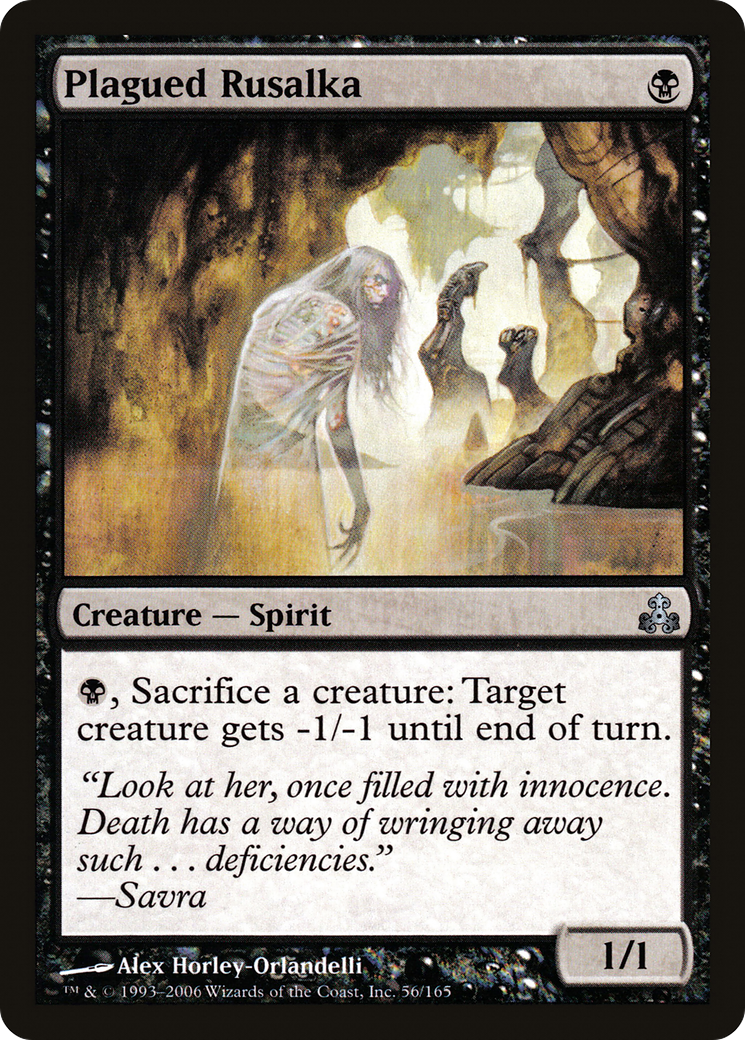 Plagued Rusalka
Creature — Spirit
, Sacrifice a creature: Target
creature gets -1/-1 until end of turn.
“Look at her, once filled with innocence.
Death has a way of wringing away
such . . . deficiencies.”
—Savra
1/1
Alex Horley-Orlandelli
™ & © 1993–2006 Wizards of the Coast, Inc. 56/165